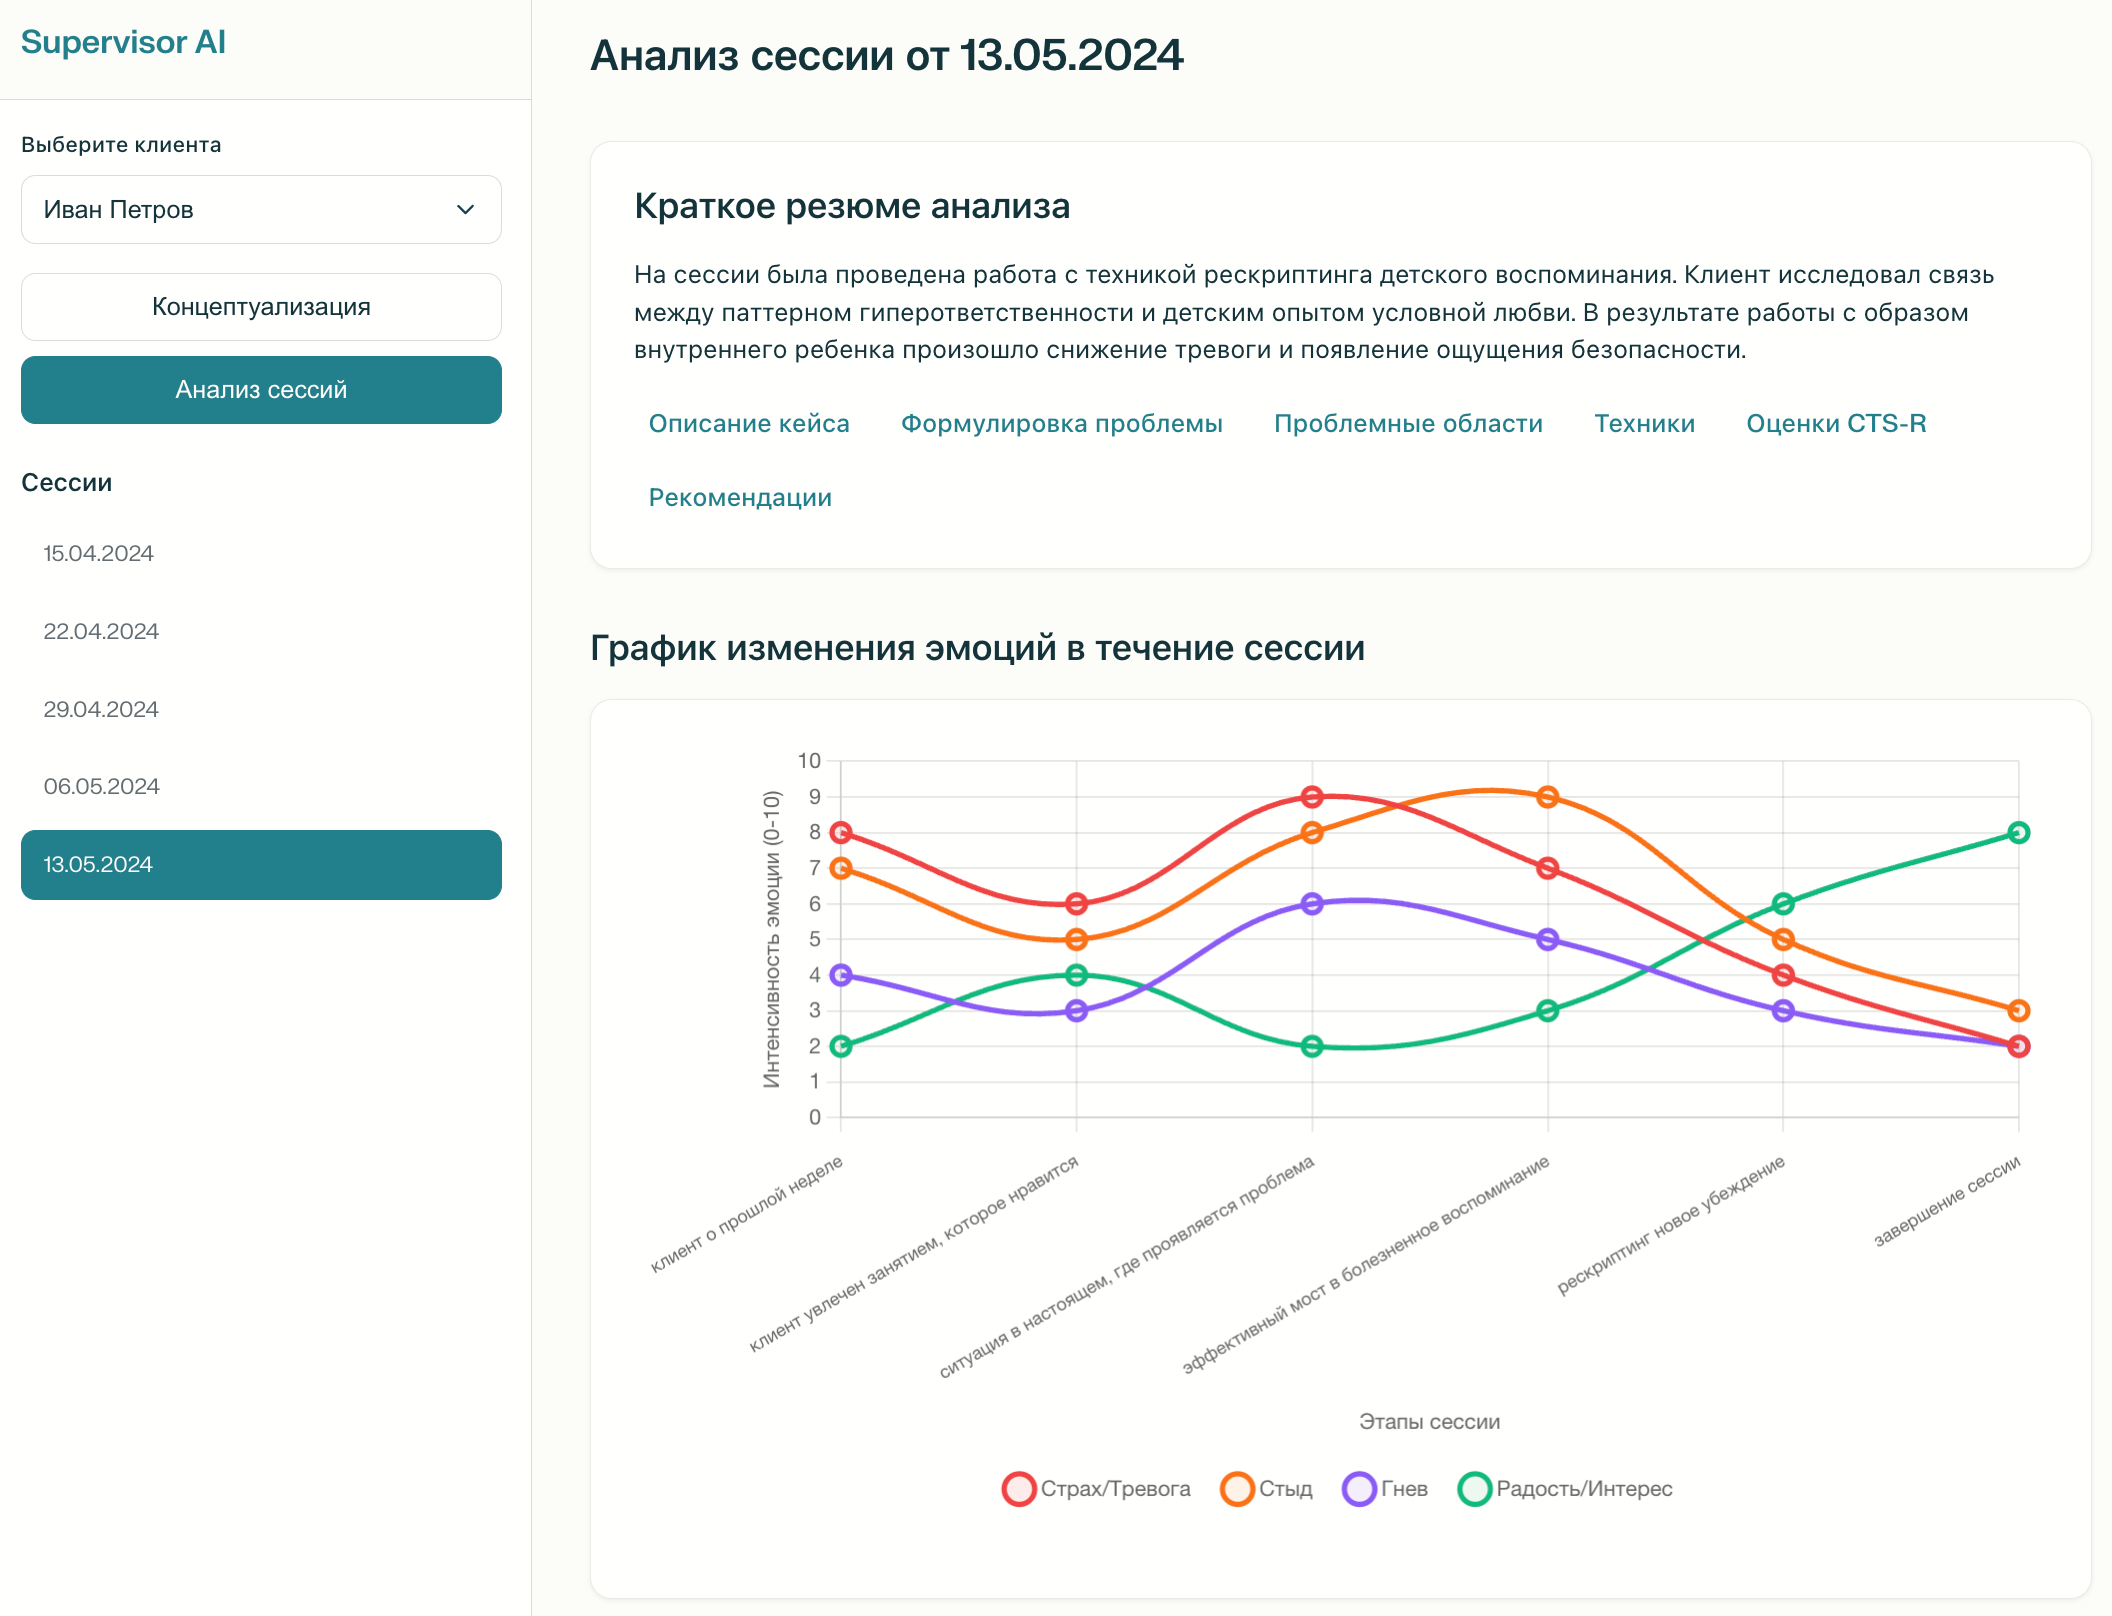 Supervisor AI
Выберите клиента
Иван Петров
Концептуализация
Анализ сессий
Сессии
15.04.2024
22.04.2024
29.04.2024
06.05.2024
13.05.2024
Анализ сессии от 13.05.2024
Краткое резюме анализа
На сессии была проведена работа с техникой рескриптинга детского воспоминания. Клиент исследовал связь
между паттерном гиперответственности и детским опытом условной любви. В результате работы с образом
внутреннего ребенка произошло снижение тревоги и появление ощущения безопасности.
Описание кейса Формулировка проблемы Проблемные области Техники Оценки CTS-R
Рекомендации
График изменения эмоций в течение сессии
Интенсивность эмоции (0-10)
10
9
8
7
6
5
4
3
2
1
0
клиент о прошлой неделе
клиент увлечен занятием, которое нравится
ситуация в настоящем, где проявляется проблема
эффективный мост в болезненное воспоминание
рескриптинг новое убеждение
завершение сессии
Этапы сессии
Страх/Тревога Стыд Гнев Радость/Интерес